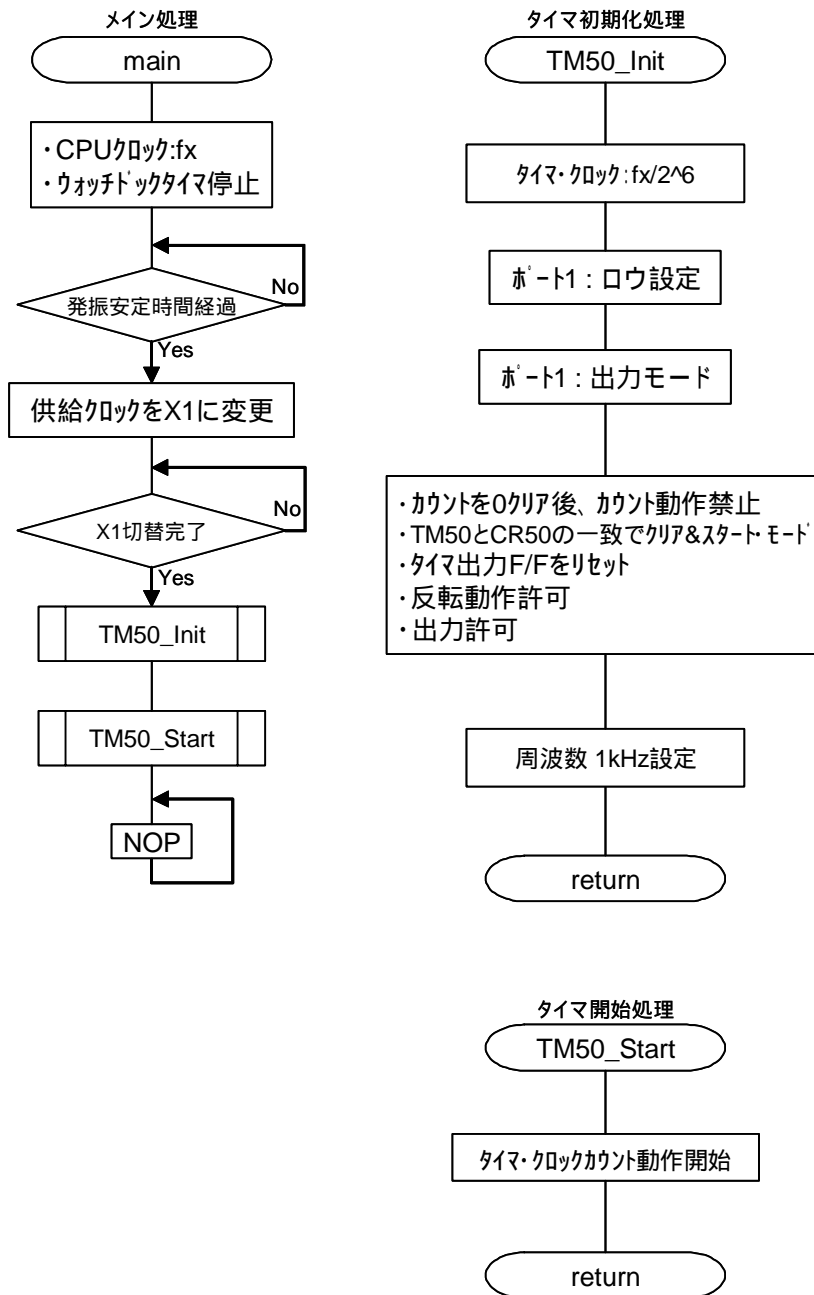 メイン処理
main
・CPUｸﾛｯｸ:fx
・ｳｫｯﾁﾄﾞｯｸﾀｲﾏ停止
No
発振安定時間経過
Yes
供給ｸﾛｯｸをX1に変更
No
X1切替完了
Yes
TM50_Init
TM50_Start
NOP
タイマ初期化処理
TM50_Init
ﾀｲﾏ･ｸﾛｯｸ:fx/2^6
ﾎﾟｰﾄ1：ロウ設定
ﾎﾟｰﾄ1：出力モード
・ｶｳﾝﾄを0ｸﾘｱ後、ｶｳﾝﾄ動作禁止
・TM50とCR50の一致でｸﾘｱ&ｽﾀｰﾄ･ﾓｰﾄﾞ
・ﾀｲﾏ出力F/Fをﾘｾｯﾄ
・反転動作許可
・出力許可
周波数 1kHz設定
return
タイマ開始処理
TM50_Start
ﾀｲﾏ･ｸﾛｯｸｶｳﾝﾄ動作開始
return